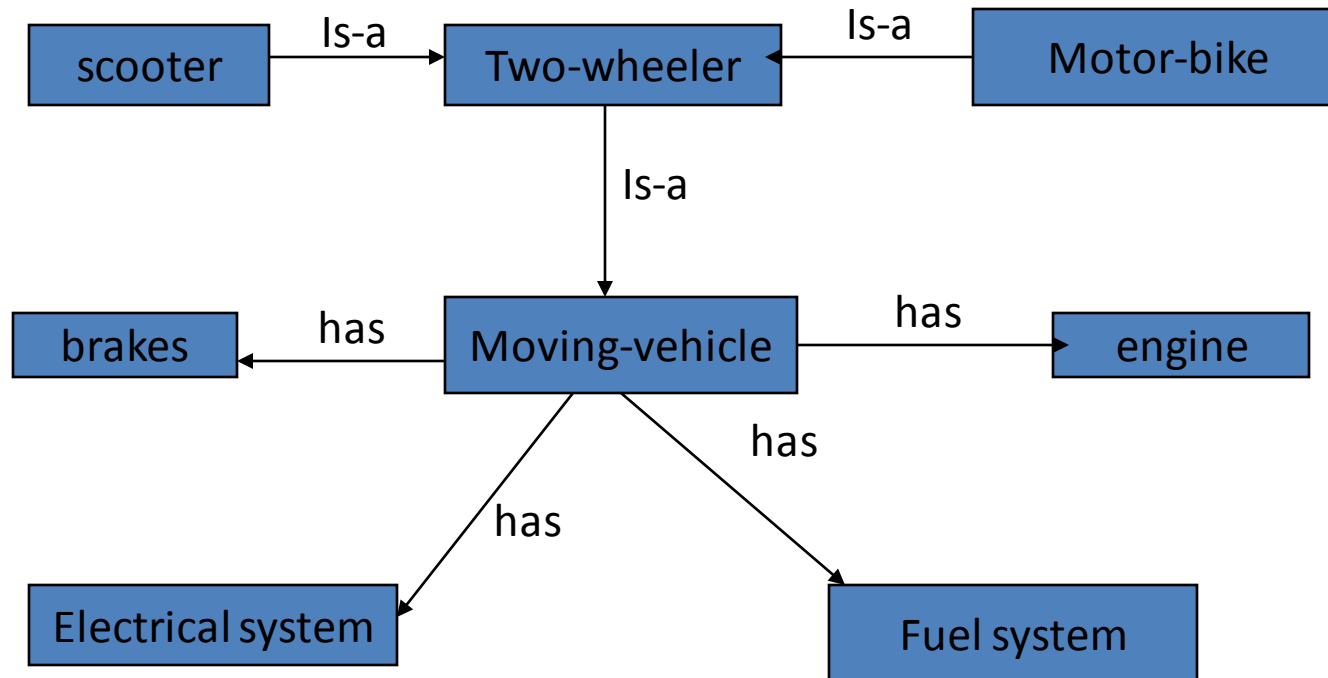 Is-a
Is-a
scooter
Two-wheeler
Motor-bike
Is-a
brakes
has
Moving-vehicle
has
engine
has
has
Electrical system
Fuel system